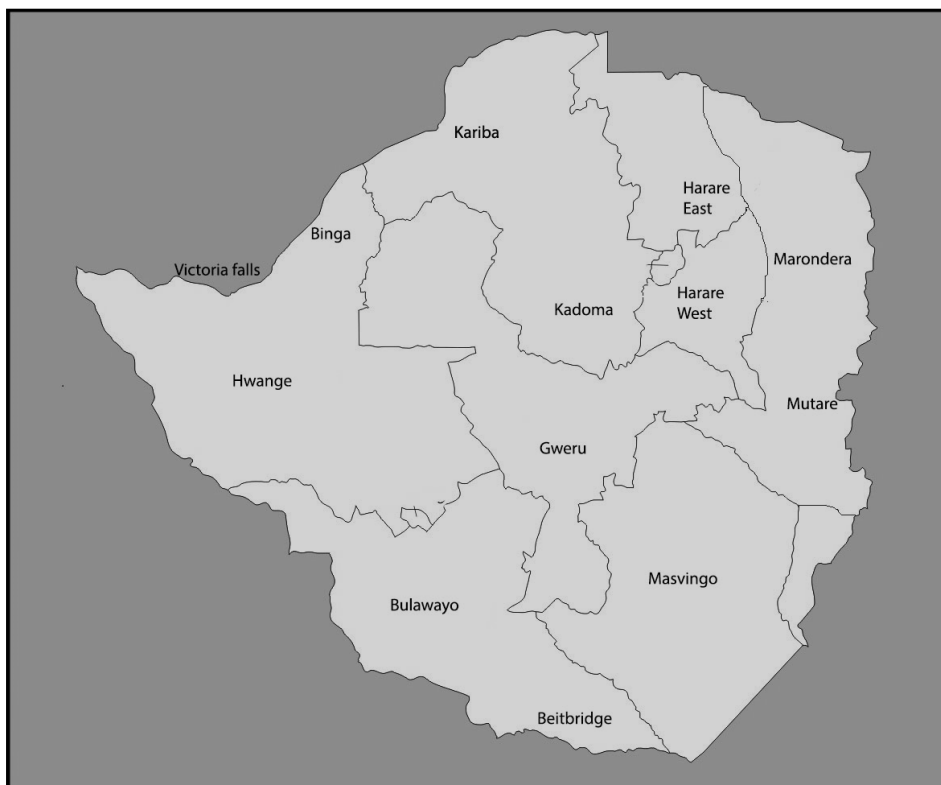 Kariba
Harare
East
Binga
Victoria falls
Marondera
Harare
West
Kadoma
Hwange
Mutare
Gweru
Masvingo
Bulawayo
Beitbridge